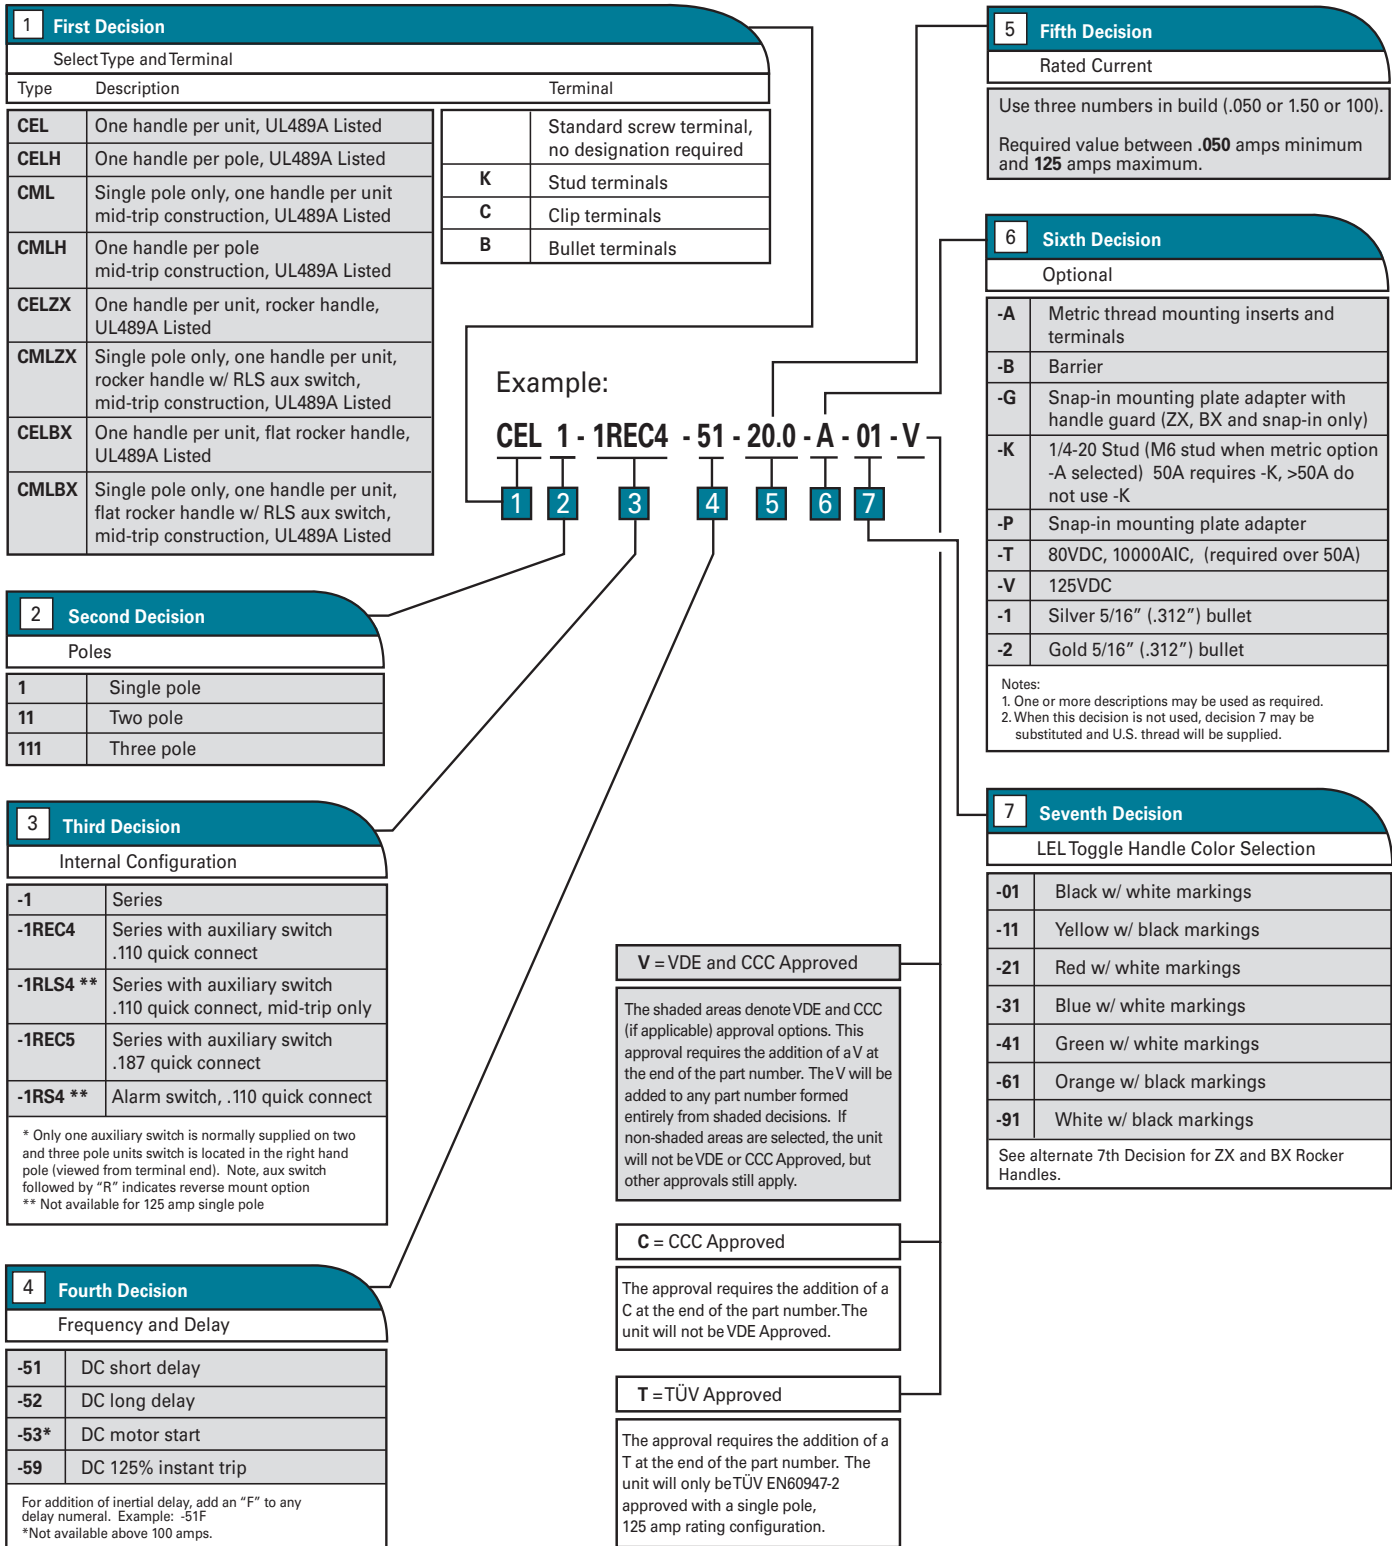 1 First Decision
Select Type and Terminal
Type Description Terminal
CEL One handle per unit, UL489A Listed
CELH One handle per pole, UL489A Listed
CML Single pole only, one handle per unit
mid-trip construction, UL489A Listed
CMLH One handle per pole
mid-trip construction, UL489A Listed
CELZX One handle per unit, rocker handle,
UL489A Listed
CMLZX Single pole only, one handle per unit,
rocker handle w/ RLS aux switch,
mid-trip construction, UL489A Listed
CELBX One handle per unit, flat rocker handle,
UL489A Listed
CMLBX Single pole only, one handle per unit,
flat rocker handle w/ RLS aux switch,
mid-trip construction, UL489A Listed
Standard screw terminal,
no designation required
K Stud terminals
C Clip terminals
B Bullet terminals
Example:
CEL 1 - 1REC4 - 51 - 20.0 - A - 01 - V
1 2 3 4 5 6 7
2 Second Decision
Poles
1 Single pole
11 Two pole
111 Three pole
3 Third Decision
Internal Configuration
-1 Series
-1REC4 Series with auxiliary switch
.110 quick connect
-1RLS4 ** Series with auxiliary switch
.110 quick connect, mid-trip only
-1REC5 Series with auxiliary switch
.187 quick connect
-1RS4 ** Alarm switch, .110 quick connect
* Only one auxiliary switch is normally supplied on two
and three pole units switch is located in the right hand
pole (viewed from terminal end). Note, aux switch
followed by “R” indicates reverse mount option
** Not available for 125 amp single pole
4 Fourth Decision
Frequency and Delay
-51 DC short delay
-52 DC long delay
-53* DC motor start
-59 DC 125% instant trip
For addition of inertial delay, add an “F” to any
delay numeral. Example: -51F
*Not available above 100 amps.
V = VDE and CCC Approved
The shaded areas denote VDE and CCC
(if applicable) approval options. This
approval requires the addition of a V at
the end of the part number. The V will be
added to any part number formed
entirely from shaded decisions. If
non-shaded areas are selected, the unit
will not be VDE or CCC Approved, but
other approvals still apply.
C = CCC Approved
The approval requires the addition of a
C at the end of the part number. The
unit will not be VDE Approved.
T = TÜV Approved
The approval requires the addition of a
T at the end of the part number. The
unit will only be TÜV EN60947-2
approved with a single pole,
125 amp rating configuration.
5 Fifth Decision
Rated Current
Use three numbers in build (.050 or 1.50 or 100).
Required value between .050 amps minimum
and 125 amps maximum.
6 Sixth Decision
Optional
-A Metric thread mounting inserts and
terminals
-B Barrier
-G Snap-in mounting plate adapter with
handle guard (ZX, BX and snap-in only)
-K 1/4-20 Stud (M6 stud when metric option
-A selected) 50A requires -K, >50A do
not use -K
-P Snap-in mounting plate adapter
-T 80VDC, 10000AIC, (required over 50A)
-V 125VDC
-1 Silver 5/16” (.312”) bullet
-2 Gold 5/16” (.312”) bullet
Notes:
1. One or more descriptions may be used as required.
2. When this decision is not used, decision 7 may be
substituted and U.S. thread will be supplied.
7 Seventh Decision
LEL Toggle Handle Color Selection
-01 Black w/ white markings
-11 Yellow w/ black markings
-21 Red w/ white markings
-31 Blue w/ white markings
-41 Green w/ white markings
-61 Orange w/ black markings
-91 White w/ black markings
See alternate 7th Decision for ZX and BX Rocker
Handles.